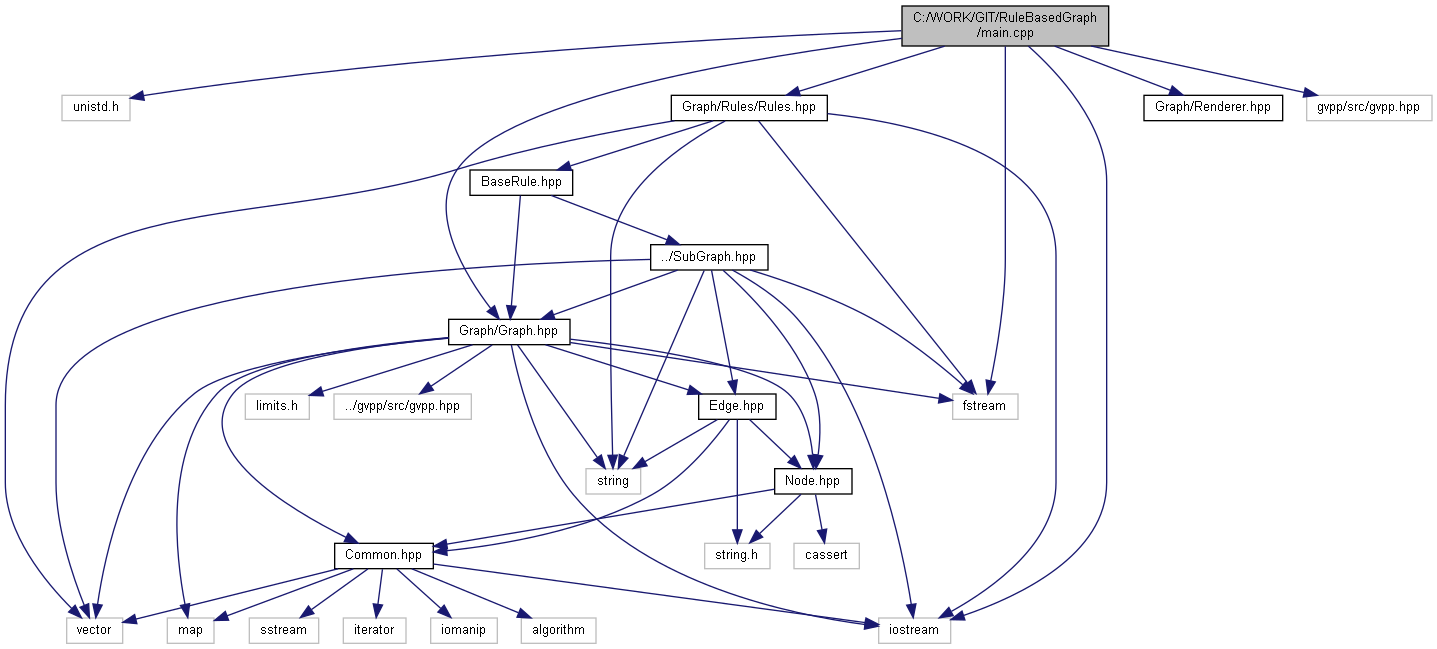 C:/WORK/GIT/RuleBasedGraph
/main.cpp
unistd.h
Graph/Rules/Rules.hpp
Graph/Renderer.hpp
gvpp/src/gvpp.hpp
BaseRule.hpp
../SubGraph.hpp
Graph/Graph.hpp
limits.h
../gvpp/src/gvpp.hpp
Edge.hpp
fstream
string
Node.hpp
Common.hpp
string.h
cassert
vector
map
sstream
iterator
iomanip
algorithm
iostream